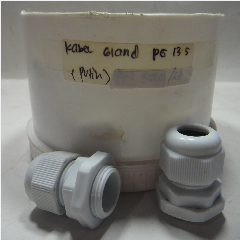 Kabel Gland PG 13.5
(Putih)